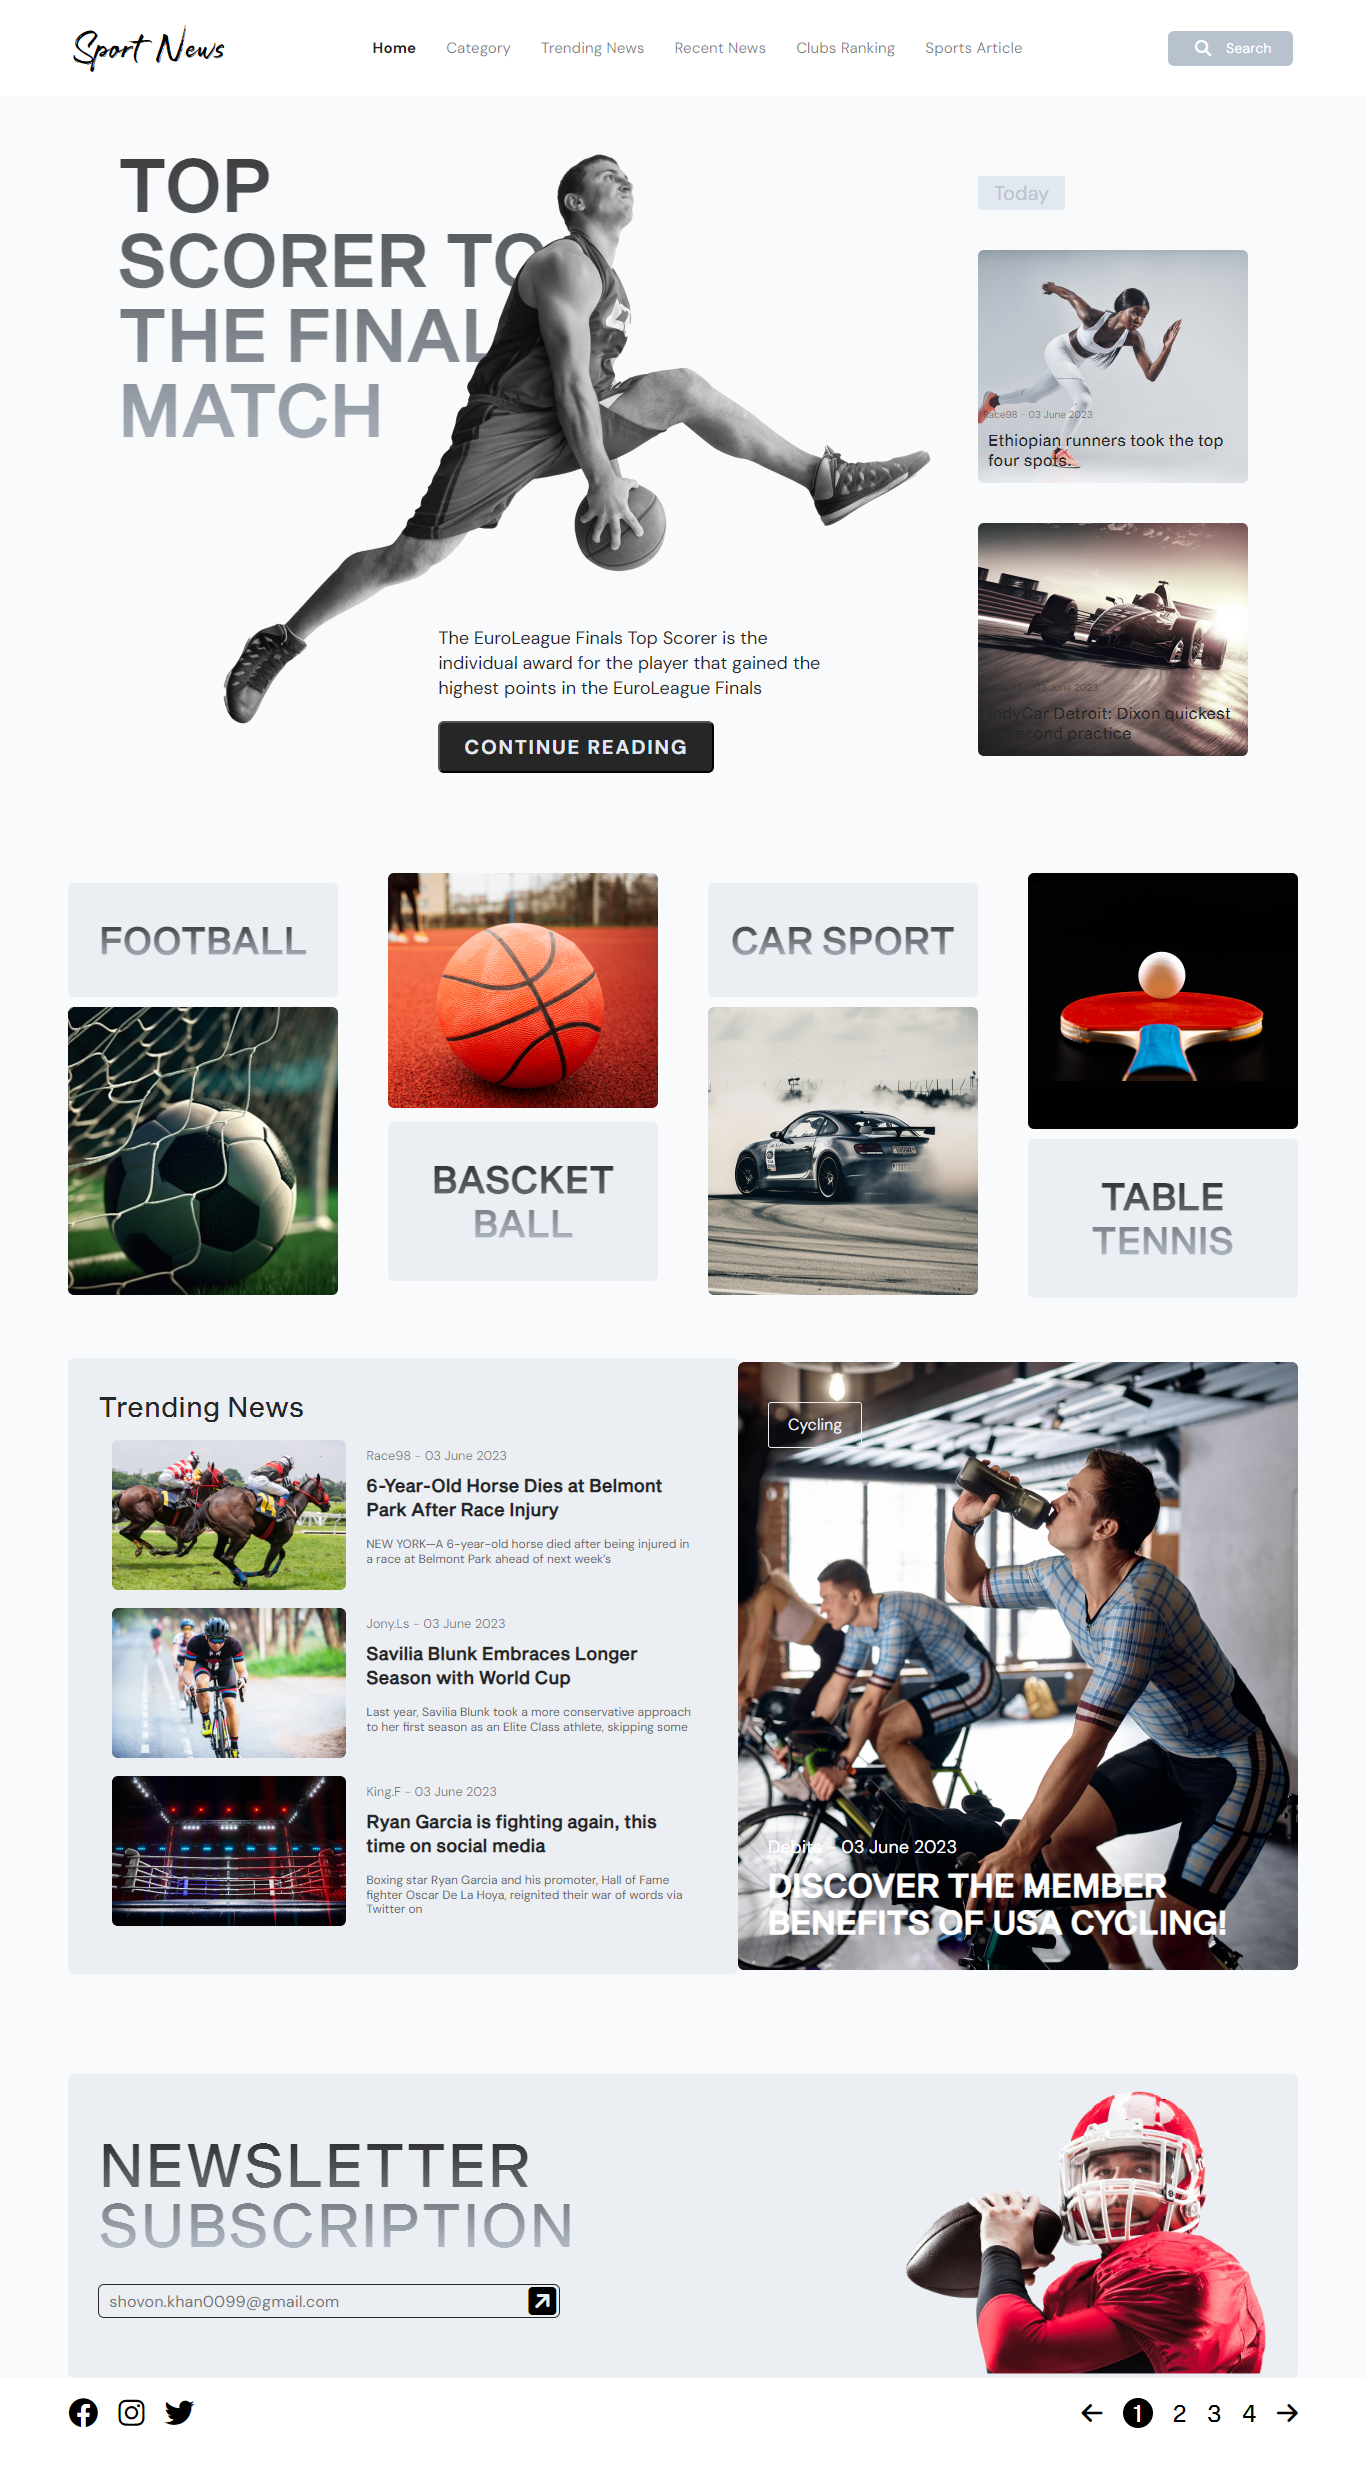 Sport News
Home
Category
Trending News
Recent News
Clubs Ranking
Sports Article
Search
TOP
SCORER TO
THE FINAL
MATCH
The EuroLeague Finals Top Scorer is the
individual award for the player that gained the
highest points in the EuroLeague Finals
CONTINUE READING
Today
Race98 - 03 June 2023
Ethiopian runners took the top
four spots.
03 June 2023
IndyCar Detroit: Dixon quickest
second practice
FOOTBALL
BASCKET
BALL
CAR SPORT
TABLE
TENNIS
Trending News
Race98 - 03 June 2023
6-Year-Old Horse Dies at Belmont
Park After Race Injury
NEW YORK—A 6-year-old horse died after being injured in
a race at Belmont Park ahead of next week's
Jony.Ls - 03 June 2023
Savilia Blunk Embraces Longer
Season with World Cup
Last year, Savilia Blunk took a more conservative approach
to her first season as an Elite Class athlete, skipping some
King.F - 03 June 2023
Ryan Garcia is fighting again, this
time on social media
Boxing star Ryan Garcia and his promoter, Hall of Fame
fighter Oscar De La Hoya, reignited their war of words via
Twitter on
Cycling
Debits - 03 June 2023
DISCOVER THE MEMBER
BENEFITS OF USA CYCLING!
NEWSLETTER
SUBSCRIPTION
shovon.khan0099@gmail.com
1 2 3 4